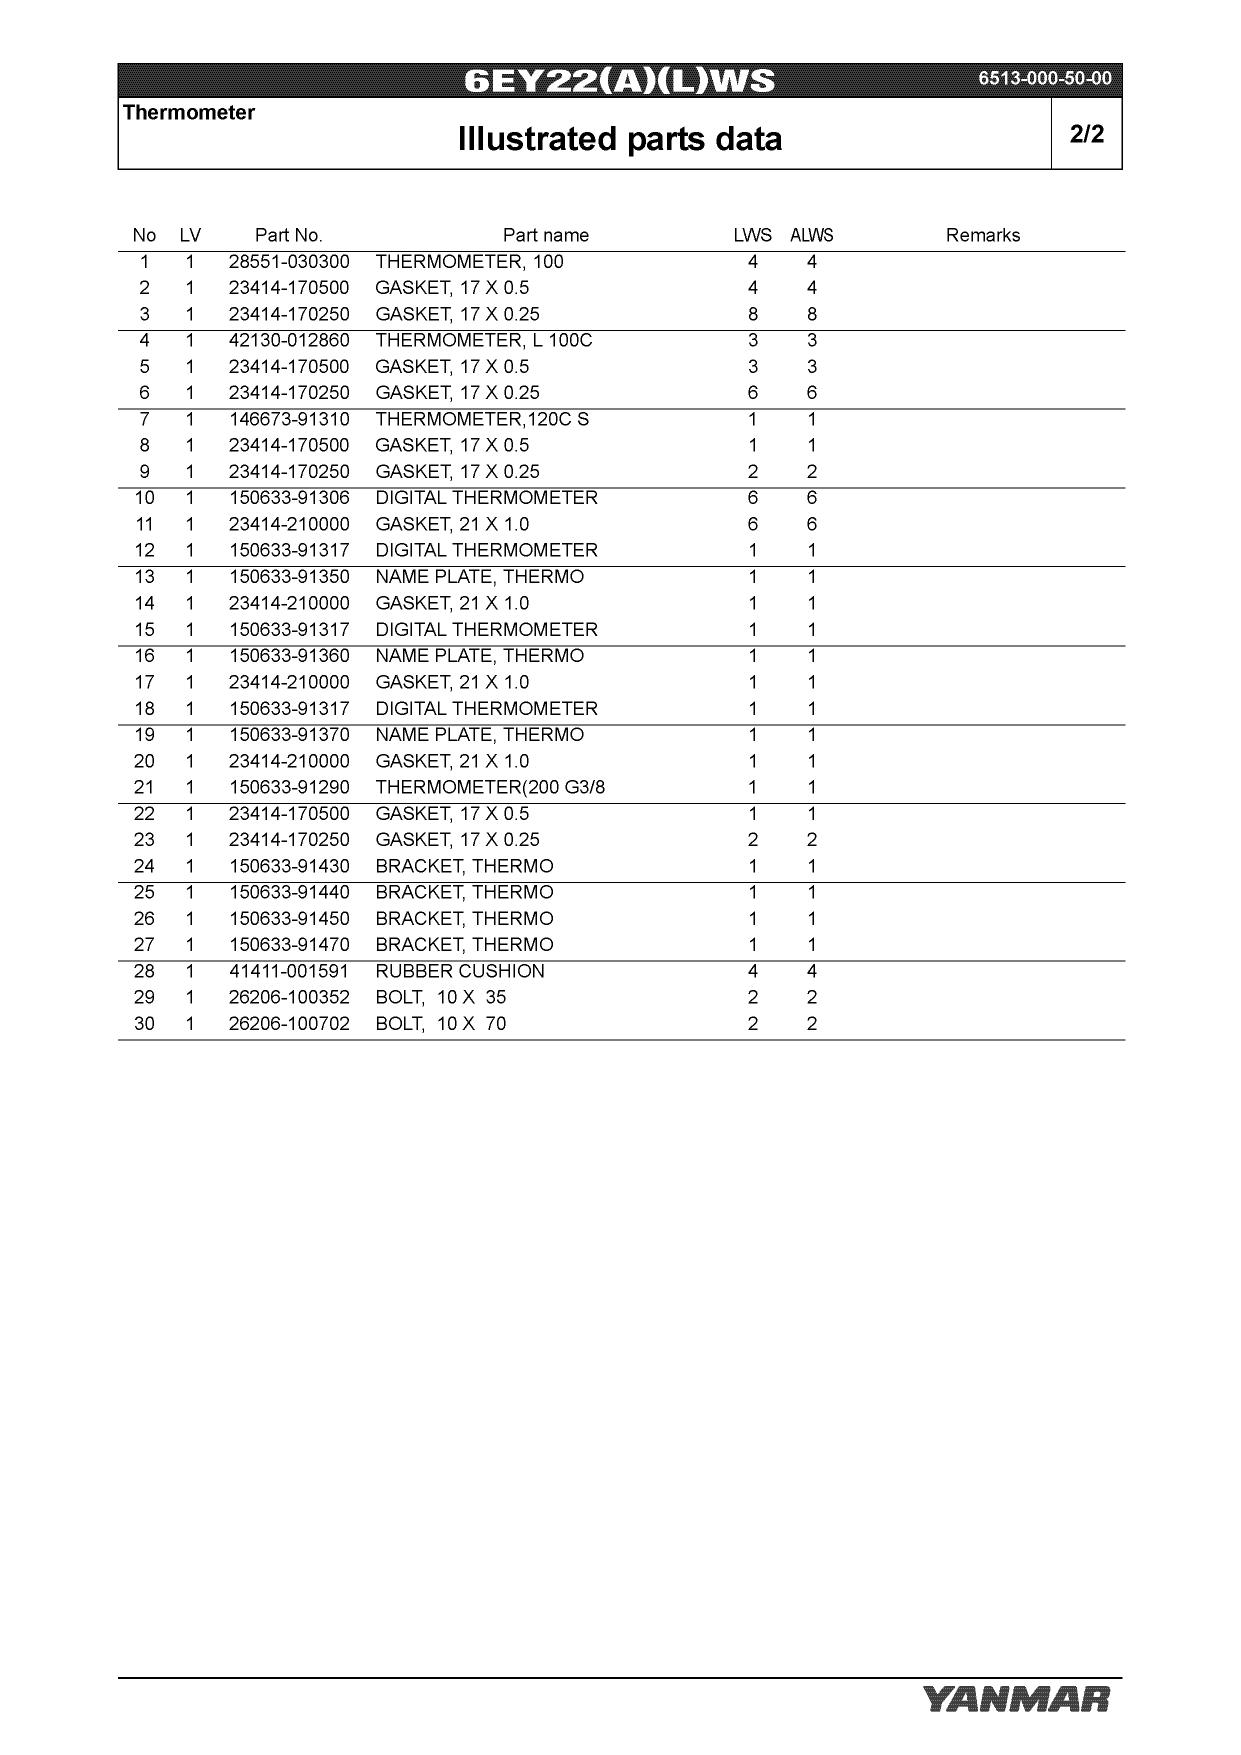 6EY22(A)(L)WS 6513-000-50-00
Thermometer
Illustrated parts data 2/2
No LV Part No. Part name LWS ALWS Remarks
1 1 28551-030300 THERMOMETER, 100 4 4
2 1 23414-170500 GASKET, 17 X 0.5 4 4
3 1 23414-170250 GASKET, 17 X 0.25 8 8
4 1 42130-012860 THERMOMETER, L 100C 3 3
5 1 23414-170500 GASKET, 17 X 0.5 3 3
6 1 23414-170250 GASKET, 17 X 0.25 6 6
7 1 146673-91310 THERMOMETER,120C S 1 1
8 1 23414-170500 GASKET, 17 X 0.5 1 1
9 1 23414-170250 GASKET, 17 X 0.25 2 2
10 1 150633-91306 DIGITAL THERMOMETER 6 6
11 1 23414-210000 GASKET, 21 X 1.0 6 6
12 1 150633-91317 DIGITAL THERMOMETER 1 1
13 1 150633-91350 NAME PLATE, THERMO 1 1
14 1 23414-210000 GASKET, 21 X 1.0 1 1
15 1 150633-91317 DIGITAL THERMOMETER 1 1
16 1 150633-91360 NAME PLATE, THERMO 1 1
17 1 23414-210000 GASKET, 21 X 1.0 1 1
18 1 150633-91317 DIGITAL THERMOMETER 1 1
19 1 150633-91370 NAME PLATE, THERMO 1 1
20 1 23414-210000 GASKET, 21 X 1.0 1 1
21 1 150633-91290 THERMOMETER(200 G3/8 1 1
22 1 23414-170500 GASKET, 17 X 0.5 1 1
23 1 23414-170250 GASKET, 17 X 0.25 2 2
24 1 150633-91430 BRACKET, THERMO 1 1
25 1 150633-91440 BRACKET, THERMO 1 1
26 1 150633-91450 BRACKET, THERMO 1 1
27 1 150633-91470 BRACKET, THERMO 1 1
28 1 41411-001591 RUBBER CUSHION 4 4
29 1 26206-100352 BOLT, 10 X 35 2 2
30 1 26206-100702 BOLT, 10 X 70 2 2
YANMAR